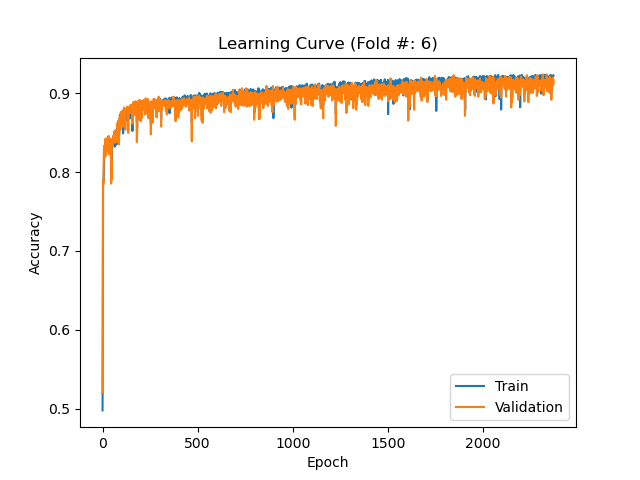 Learning Curve (Fold #: 6)
Accuracy
0.9
0.8
0.7
0.6
0.5
0
500
1000
1500
2000
Epoch
Train
Validation